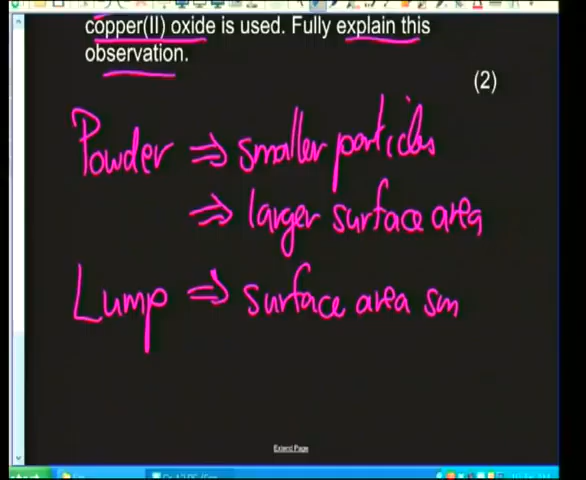 copper(II) oxide is used. Fully explain this
observation.
(2)
Powder ⇒ smaller particles
⇒ larger surface area
Lump ⇒ surface area sm
Extend Page